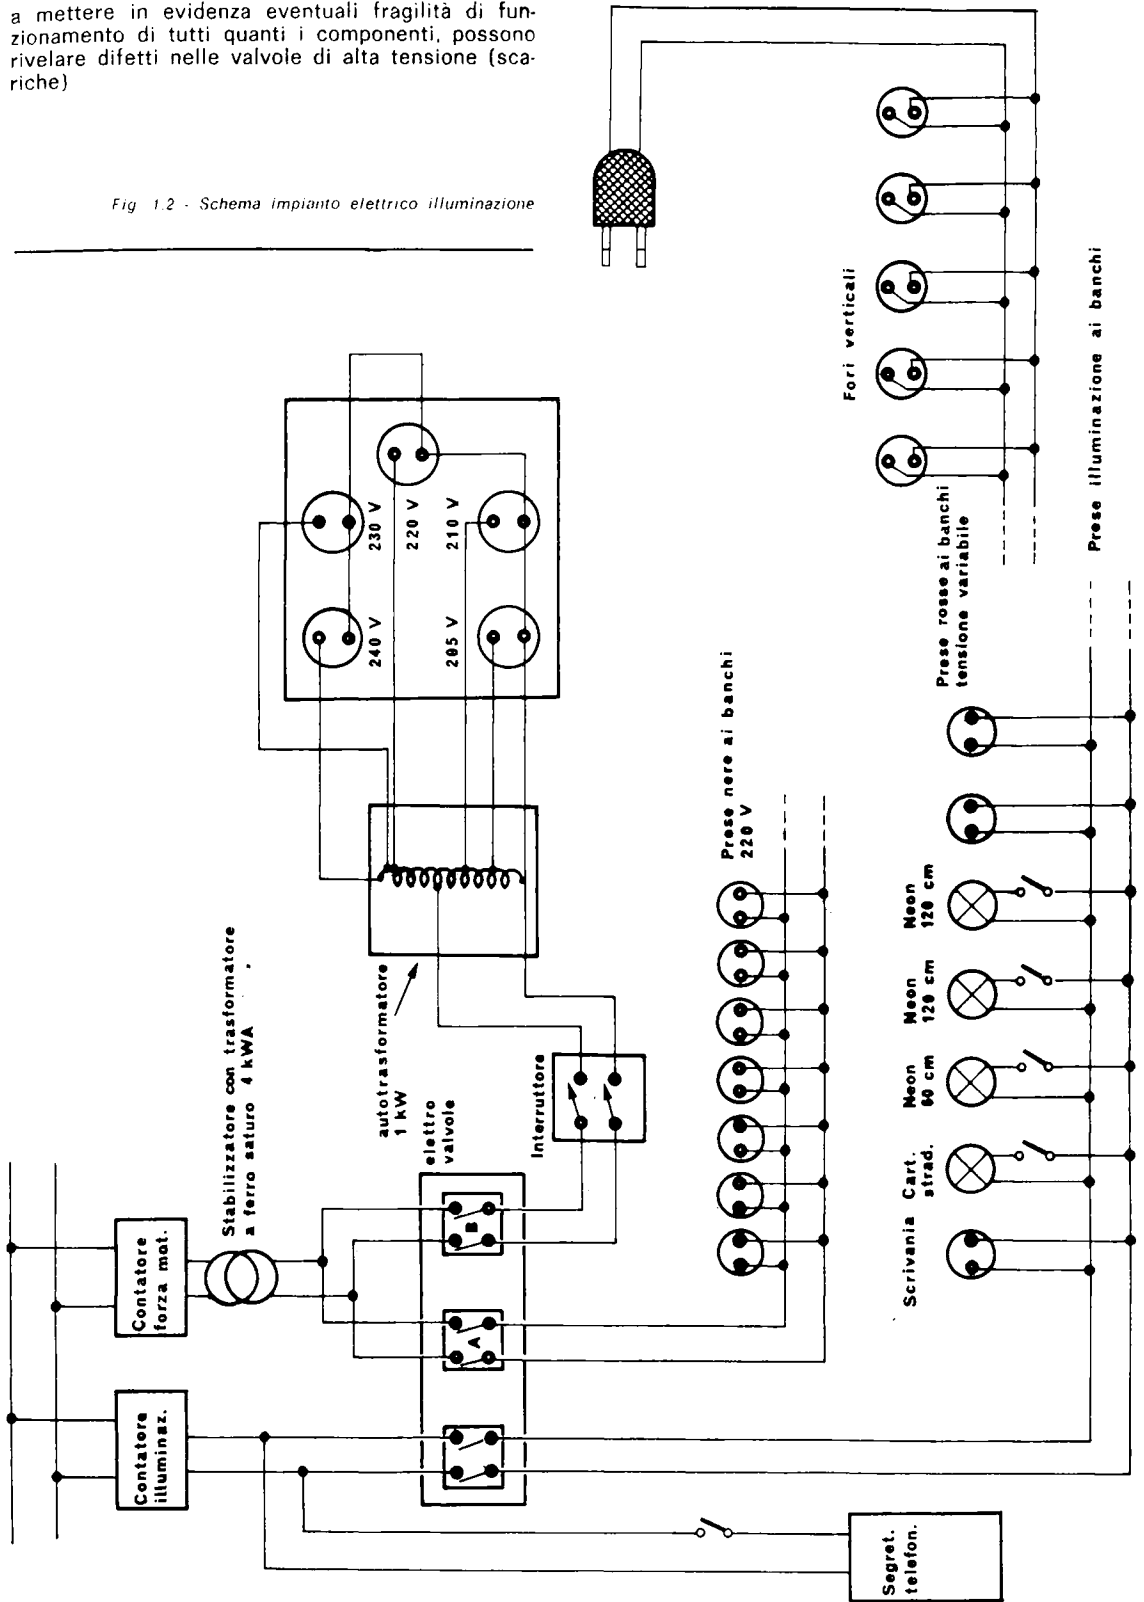 a mettere in evidenza eventuali fragilità di fun-
zionamento di tutti quanti i componenti, possono
rivelare difetti nelle valvole di alta tensione (sca-
riche)
Fig 1.2 - Schema impianto elettrico illuminazione
Fori verticali
Prese rosse ai banchi
tensione variabile
Prese illuminazione ai banchi
230 V
220 V
210 V
240 V
205 V
Prese nere ai banchi
220 V
Stabilizzatore con trasformatore
a ferro saturo 4 kWA
autotrasformatore
1 kW
elettro
valvole
Interruttore
B
A
Contatore
forza mot.
Contatore
illuminaz.
Neon
120 cm
Neon
120 cm
Neon
60 cm
Cart.
strad.
Scrivania
Segret.
telefon.